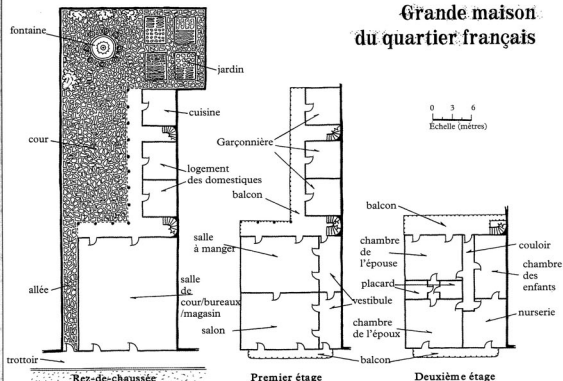 Grande maison
du quartier français
0 3 6
Échelle (mètres)
fontaine
jardin
cuisine
cour
logement
des domestiques
allée
salle
de
cour/bureaux
/magasin
trottoir
Rez-de-chaussée
Garçonnière
balcon
salle
à manger
vestibule
salon
balcon
Premier étage
balcon
chambre
de
l'épouse
couloir
chambre
des
enfants
placard
nurserie
chambre
de l'époux
Deuxième étage